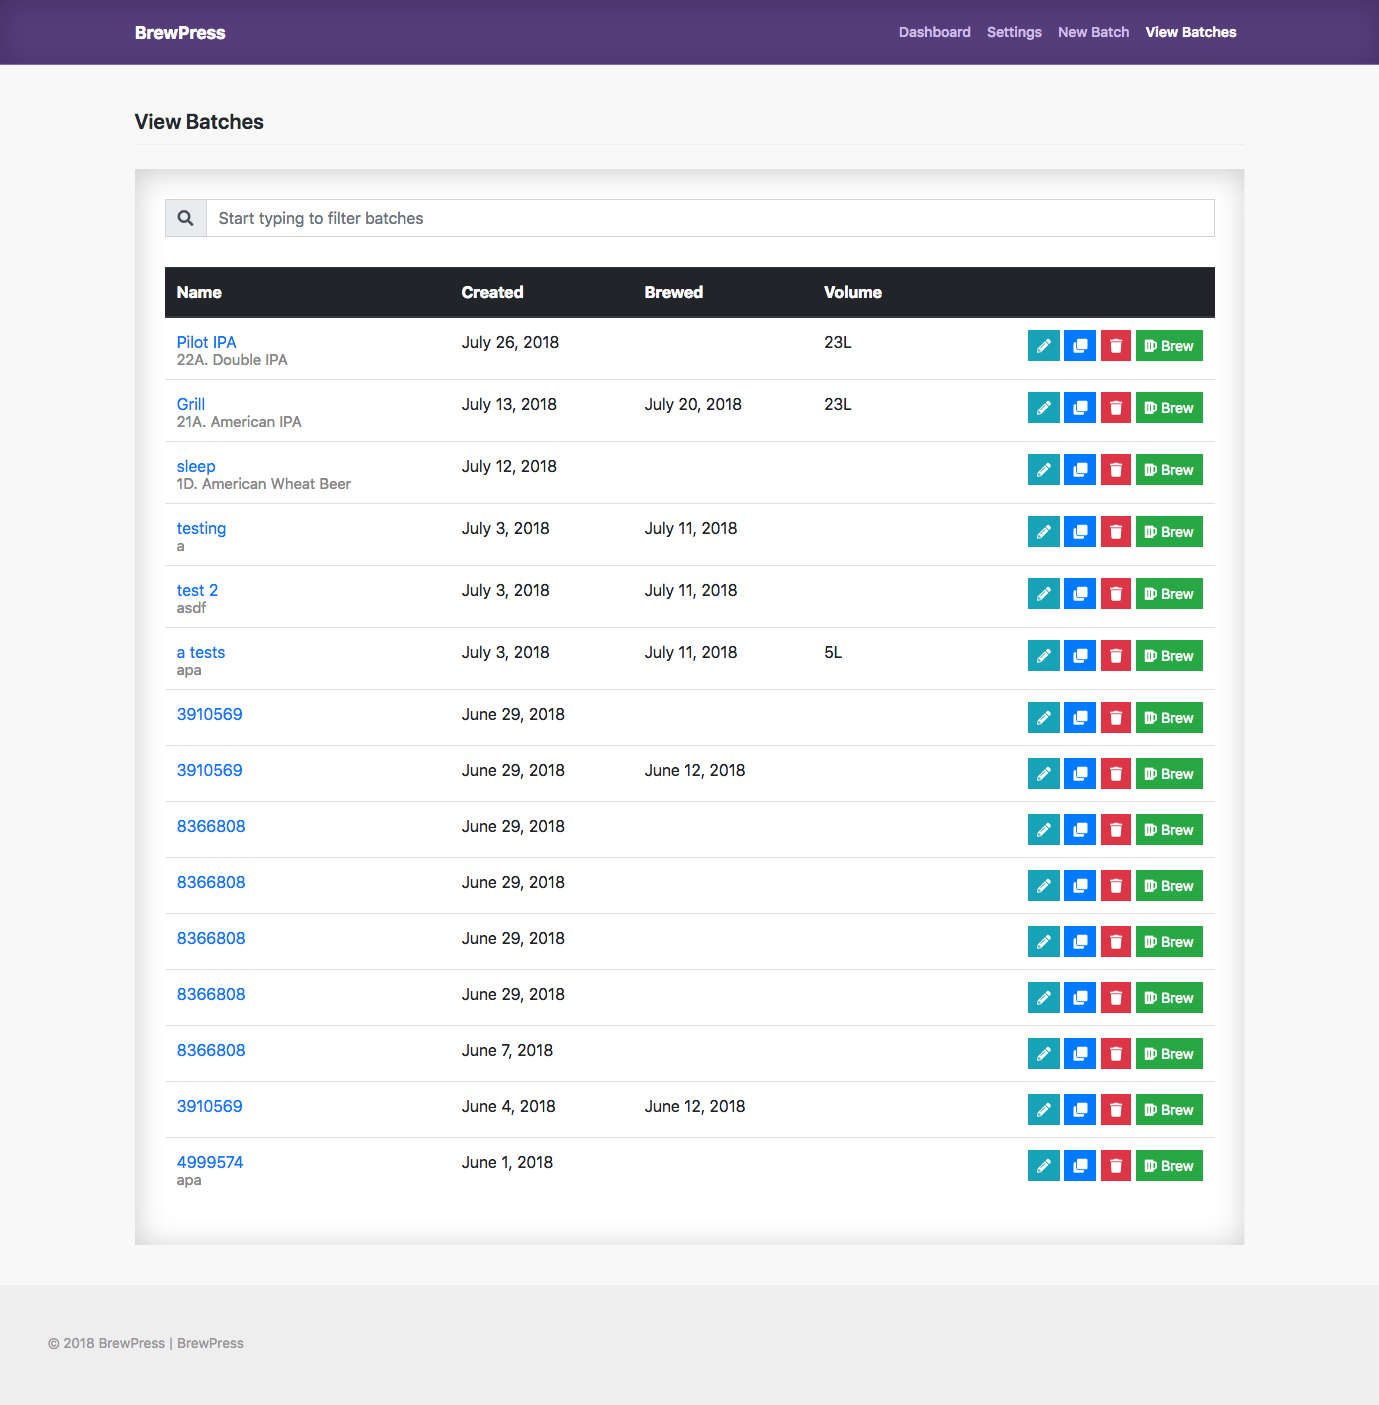 BrewPress Dashboard Settings New Batch View Batches
View Batches
Start typing to filter batches
Name Created Brewed Volume
Pilot IPA July 26, 2018 23L Brew
22A. Double IPA
Grill July 13, 2018 July 20, 2018 23L Brew
21A. American IPA
sleep July 12, 2018 Brew
1D. American Wheat Beer
testing July 3, 2018 July 11, 2018 Brew
a
test 2 July 3, 2018 July 11, 2018 Brew
asdf
a tests July 3, 2018 July 11, 2018 5L Brew
apa
3910569 June 29, 2018 Brew
3910569 June 29, 2018 June 12, 2018 Brew
8366808 June 29, 2018 Brew
8366808 June 29, 2018 Brew
8366808 June 29, 2018 Brew
8366808 June 29, 2018 Brew
8366808 June 7, 2018 Brew
3910569 June 4, 2018 June 12, 2018 Brew
4999574 June 1, 2018 Brew
apa
© 2018 BrewPress | BrewPress